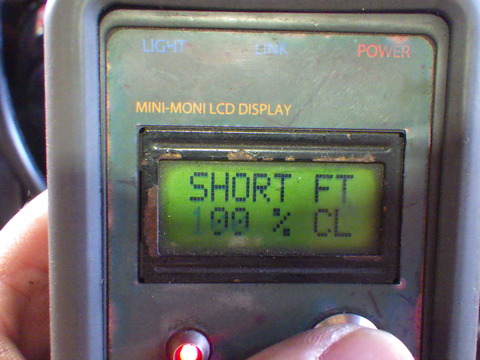 LIGHT LINK POWER
MINI-MONI LCD DISPLAY
SHORT FT
100 % CL